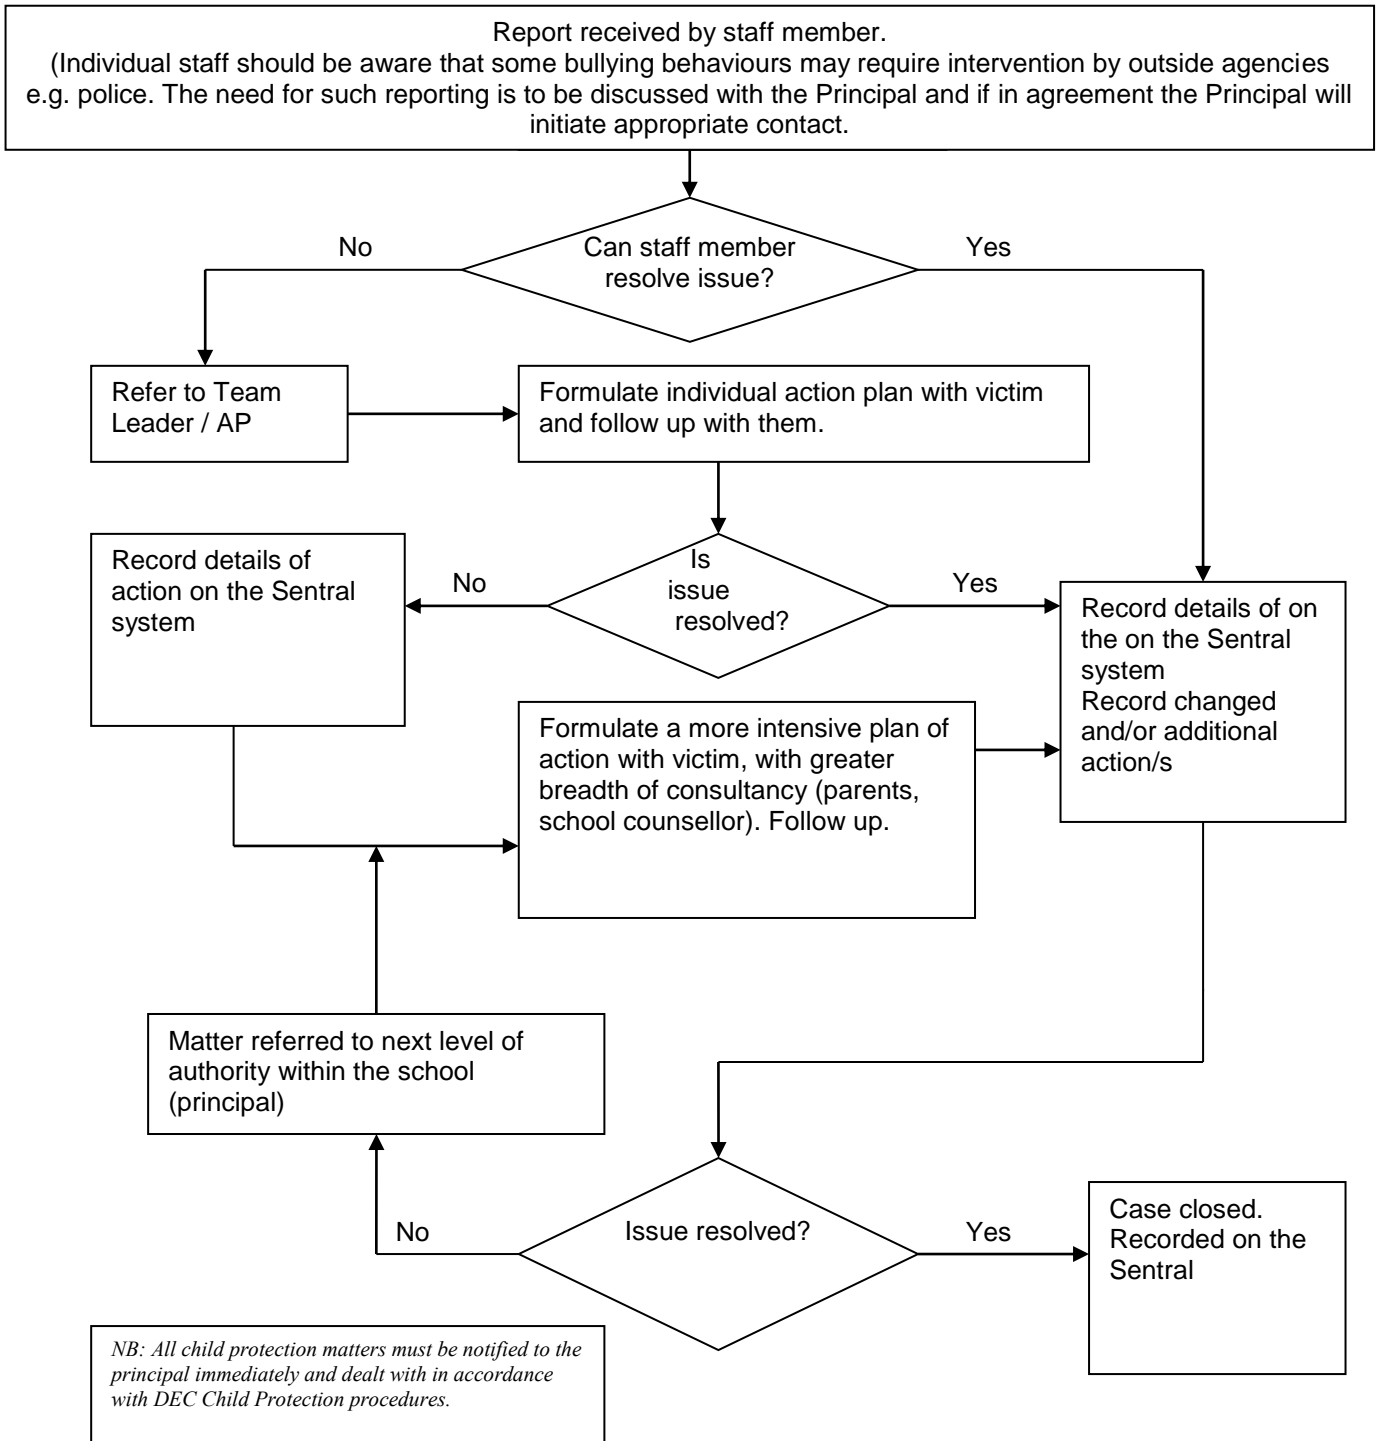 Report received by staff member.
(Individual staff should be aware that some bullying behaviours may require intervention by outside agencies
e.g. police. The need for such reporting is to be discussed with the Principal and if in agreement the Principal will
initiate appropriate contact.
No
Can staff member
resolve issue?
Yes
Refer to Team
Leader / AP
Formulate individual action plan with victim
and follow up with them.
Record details of
action on the Sentral
system
No
Is
issue
resolved?
Yes
Record details of on
the on the Sentral
system
Record changed
and/or additional
action/s
Formulate a more intensive plan of
action with victim, with greater
breadth of consultancy (parents,
school counsellor). Follow up.
Matter referred to next level of
authority within the school
(principal)
No
Issue resolved?
Yes
Case closed.
Recorded on the
Sentral
NB: All child protection matters must be notified to the
principal immediately and dealt with in accordance
with DEC Child Protection procedures.